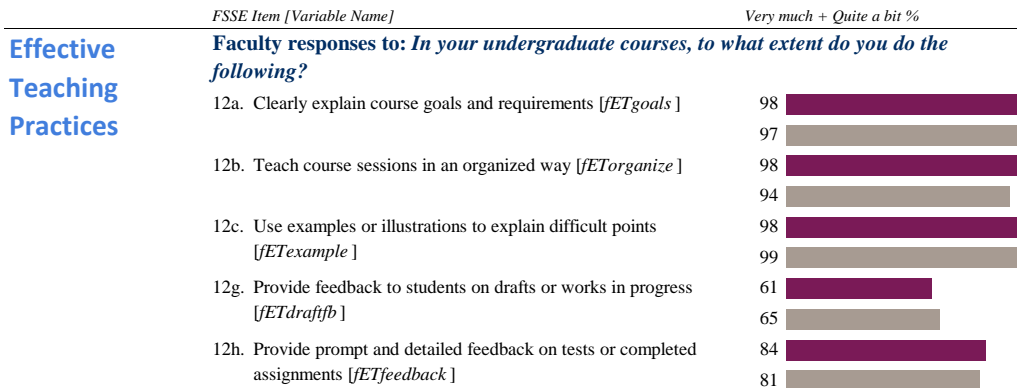 FSSE Item [Variable Name] Very much + Quite a bit %
Effective
Teaching
Practices
Faculty responses to: In your undergraduate courses, to what extent do you do the
following?
12a. Clearly explain course goals and requirements [fETgoals ] 98
97
12b. Teach course sessions in an organized way [fETorganize ] 98
94
12c. Use examples or illustrations to explain difficult points 98
[fETexample ] 99
12g. Provide feedback to students on drafts or works in progress 61
[fETdraftfb ] 65
12h. Provide prompt and detailed feedback on tests or completed 84
assignments [fETfeedback ] 81